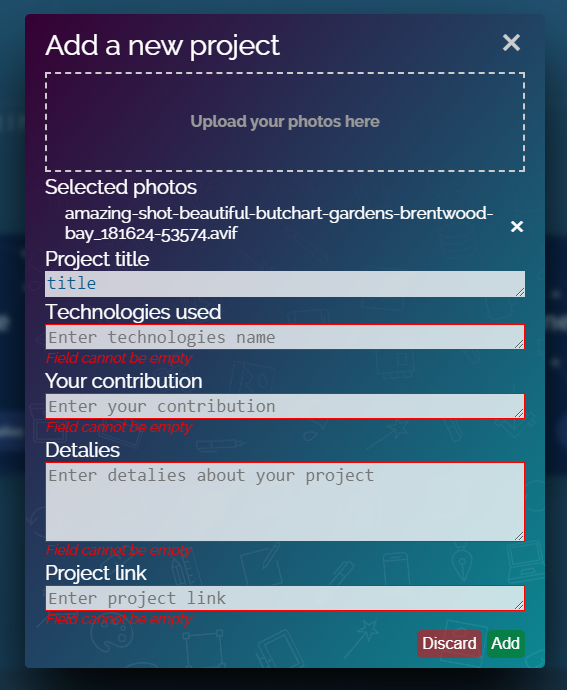 Add a new project
Upload your photos here
Selected photos
amazing-shot-beautiful-butchart-gardens-brentwood-
bay_181624-53574.avif
Project title
title
Technologies used
Enter technologies name
Field cannot be empty
Your contribution
Enter your contribution
Field cannot be empty
Detalies
Enter detalies about your project
Field cannot be empty
Project link
Enter project link
Field cannot be empty
Discard Add